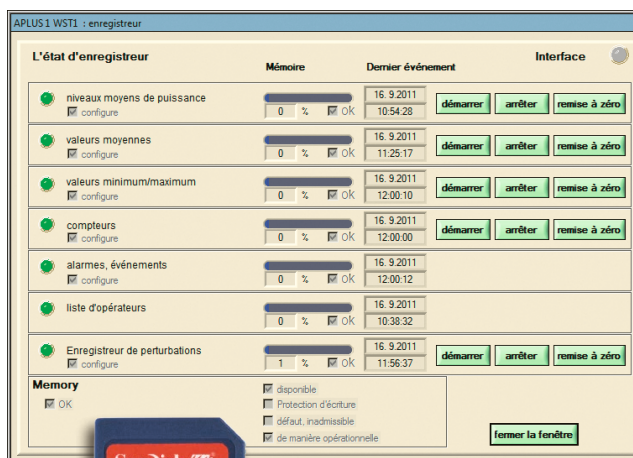 APLUS1 WST1 : enregistreur
L'état d'enregistreur Mémoire Dernier événement Interface
niveaux moyens de puissance 16. 9.2011
configure 0 % ok 10:54:28 démarrer arrêter remise à zéro
valeurs moyennes 16. 9.2011
configure 0 % ok 11:25:17 démarrer arrêter remise à zéro
valeurs minimum/maximum 16. 9.2011
configure 0 % ok 12:00:10 démarrer arrêter remise à zéro
compteurs 16. 9.2011
configure 0 % ok 12:00:00 démarrer arrêter remise à zéro
alarmes, événements 16. 9.2011
configure 0 % ok 12:00:12
liste d'opérateurs 16. 9.2011
0 % ok 10:38:32
Enregistreur de perturbations 16. 9.2011
configure 1 % ok 11:56:37 démarrer arrêter remise à zéro
Memory
OK
disponible
Protection d'écriture
défaut, inadmissible
de manière opérationnelle
fermer la fenêtre
SanDisk